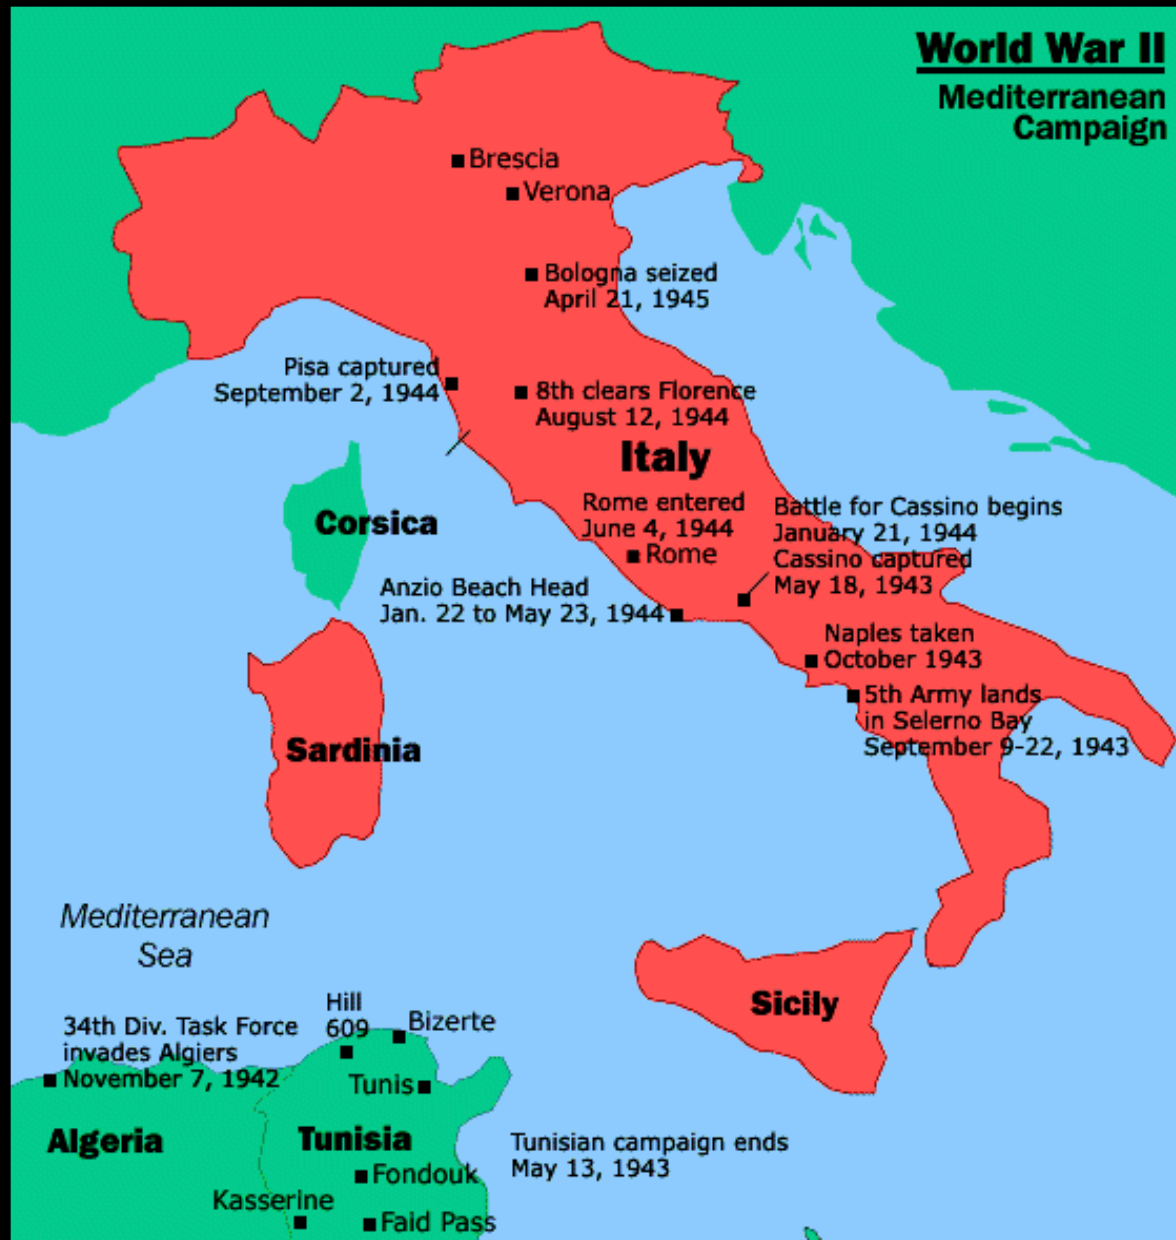 World War II
Mediterranean
Campaign
Brescia
Verona
Bologna seized
April 21, 1945
Pisa captured
September 2, 1944
8th clears Florence
August 12, 1944
Italy
Corsica
Rome entered
June 4, 1944
Rome
Battle for Cassino begins
January 21, 1944
Cassino captured
May 18, 1943
Anzio Beach Head
Jan. 22 to May 23, 1944
Naples taken
October 1943
5th Army lands
in Selerno Bay
September 9-22, 1943
Sardinia
Mediterranean
Sea
Sicily
34th Div. Task Force
invades Algiers
November 7, 1942
Hill
609
Bizerte
Tunis
Algeria
Tunisia
Tunisian campaign ends
May 13, 1943
Fondouk
Kasserine
Faid Pass